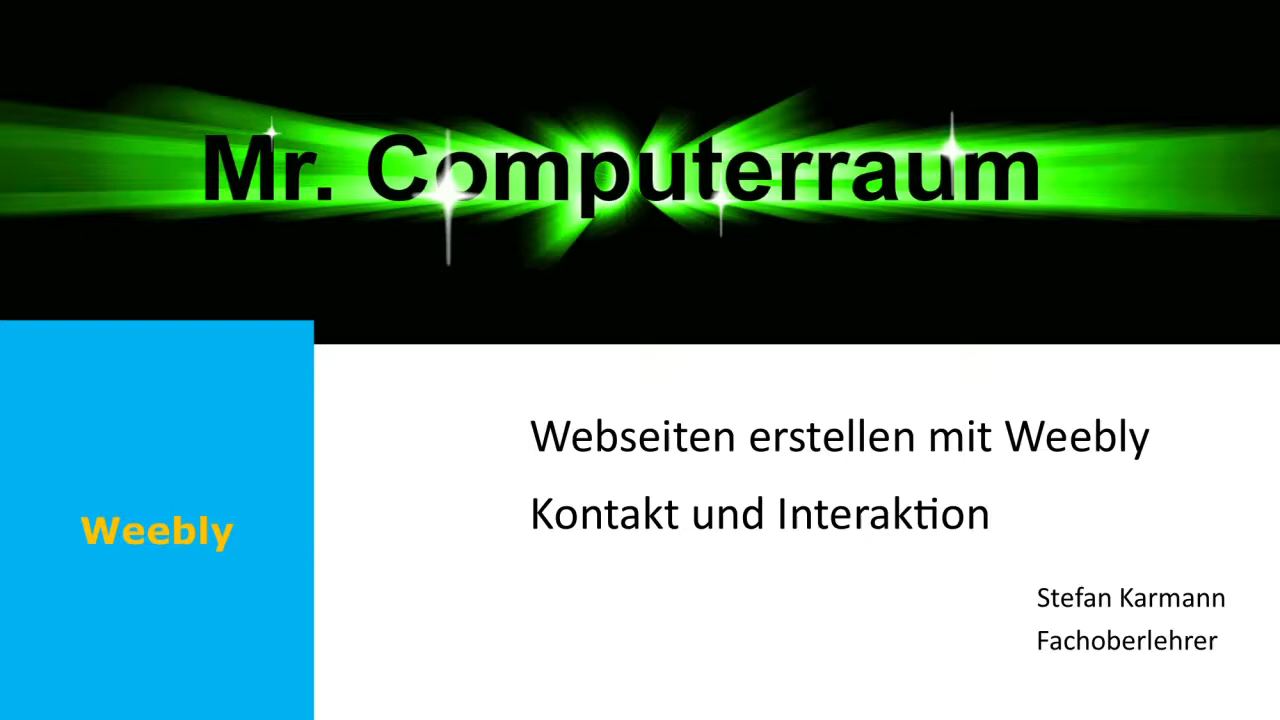 Mr. Computerraum
Weebly
Webseiten erstellen mit Weebly
Kontakt und Interaktion
Stefan Karmann
Fachoberlehrer